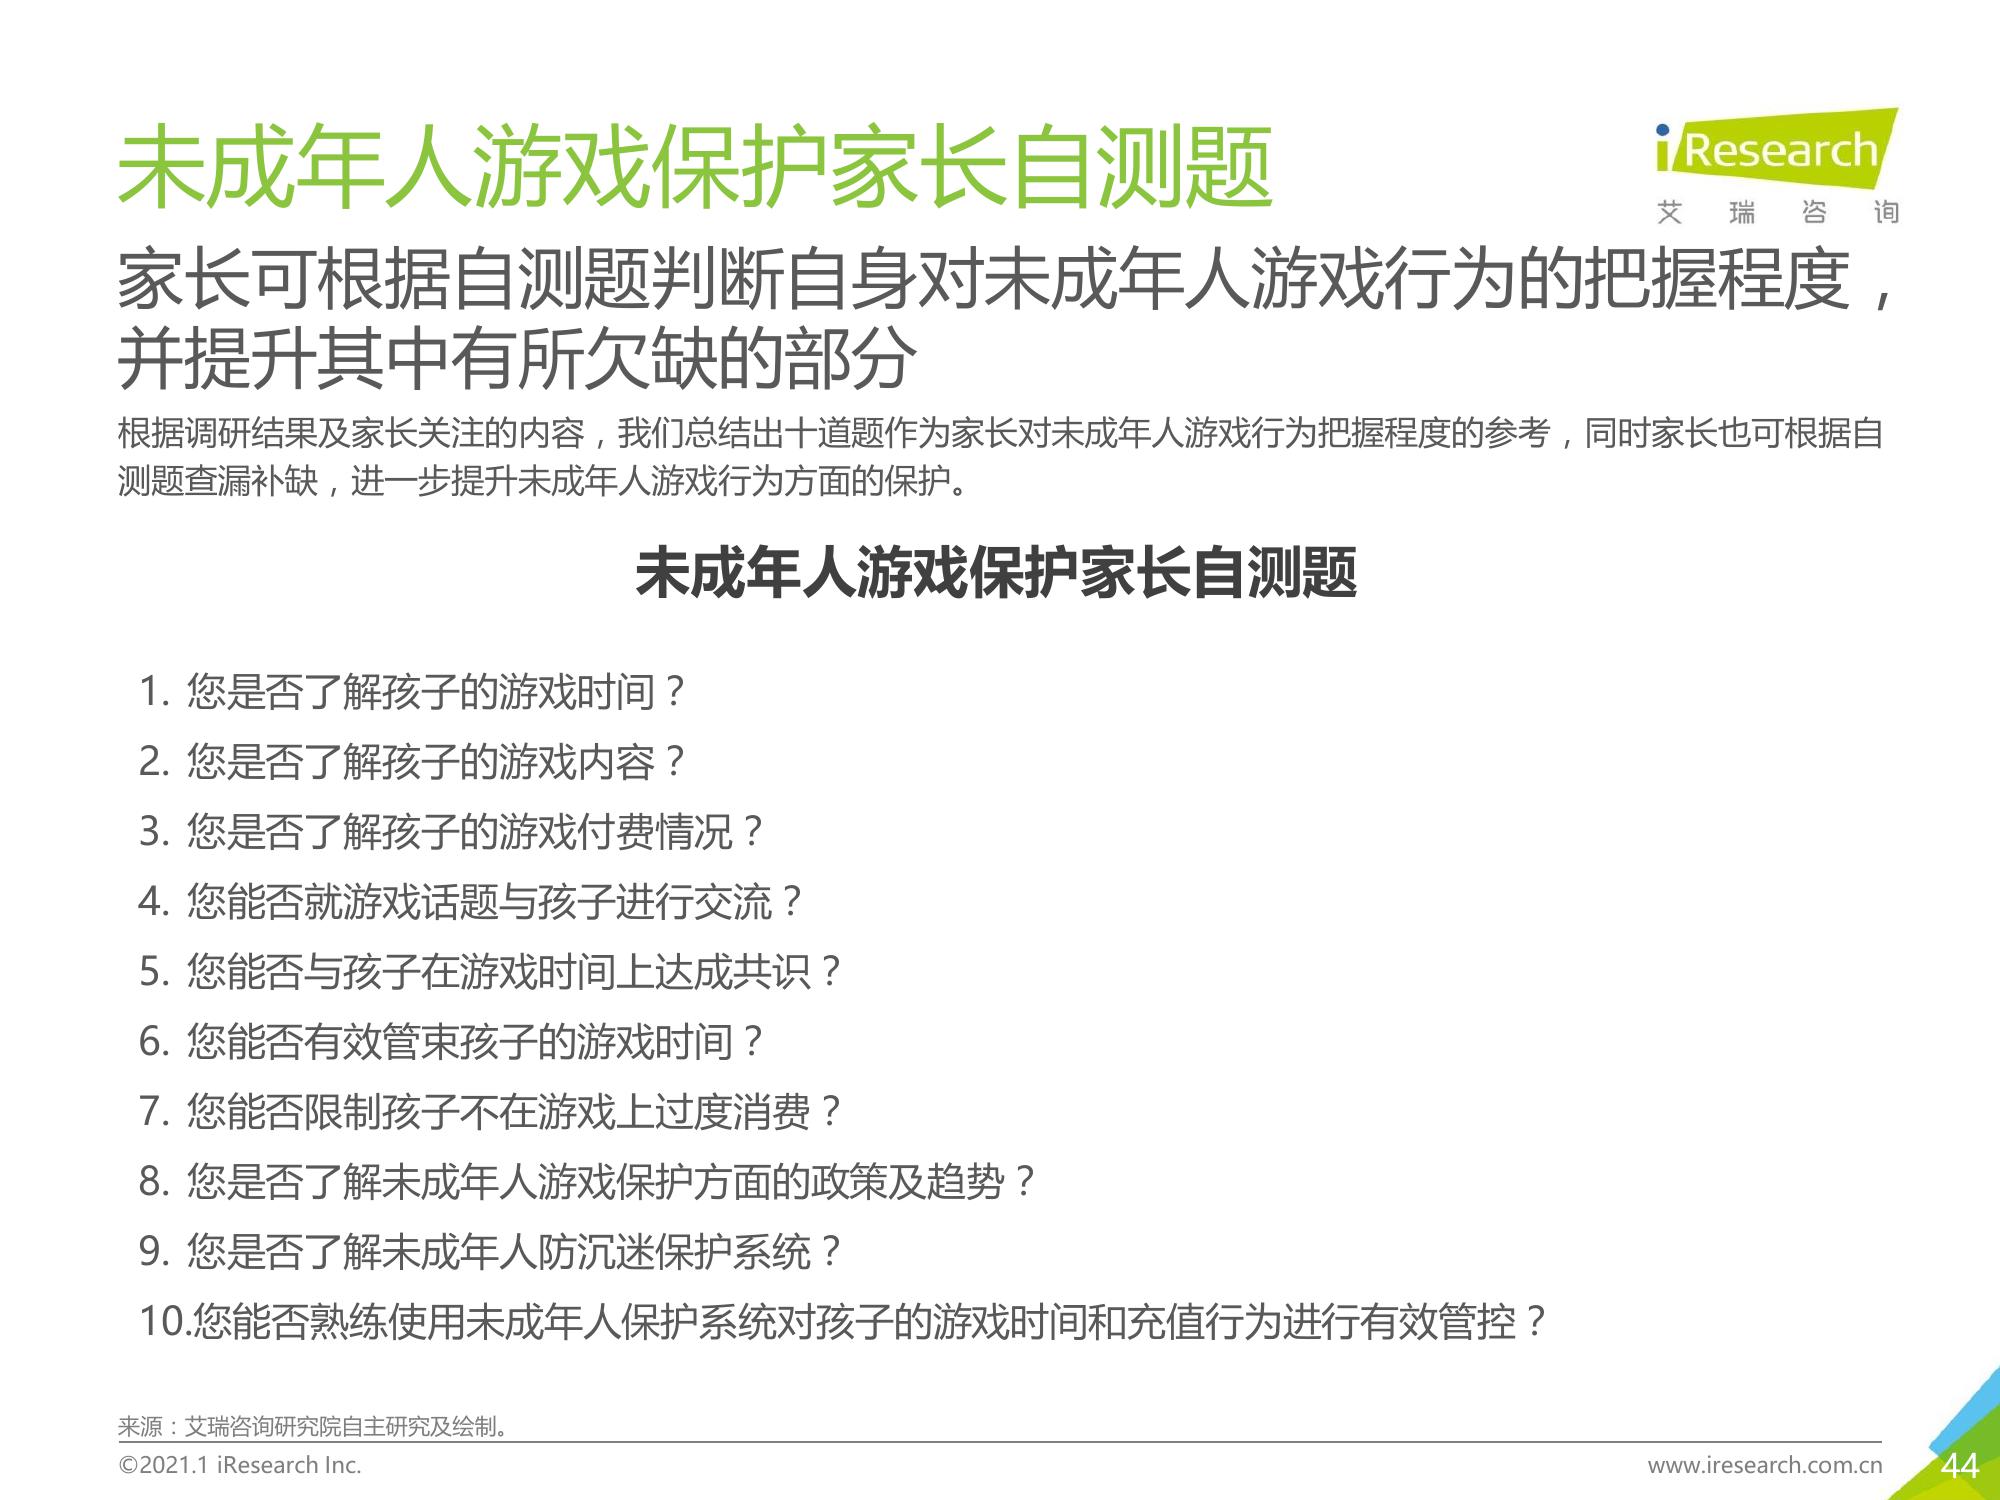 未成年人游戏保护家长自测题
iResearch
艾瑞咨询
家长可根据自测题判断自身对未成年人游戏行为的把握程度，
并提升其中有所欠缺的部分
根据调研结果及家长关注的内容，我们总结出十道题作为家长对未成年人游戏行为把握程度的参考，同时家长也可根据自
测题查漏补缺，进一步提升未成年人游戏行为方面的保护。
未成年人游戏保护家长自测题
1. 您是否了解孩子的游戏时间？
2. 您是否了解孩子的游戏内容？
3. 您是否了解孩子的游戏付费情况？
4. 您能否就游戏话题与孩子进行交流？
5. 您能否与孩子在游戏时间上达成共识？
6. 您能否有效管束孩子的游戏时间？
7. 您能否限制孩子不在游戏上过度消费？
8. 您是否了解未成年人游戏保护方面的政策及趋势？
9. 您是否了解未成年人防沉迷保护系统？
10.您能否熟练使用未成年人保护系统对孩子的游戏时间和充值行为进行有效管控？
来源：艾瑞咨询研究院自主研究及绘制。
©2021.1 iResearch Inc.
www.iresearch.com.cn
44